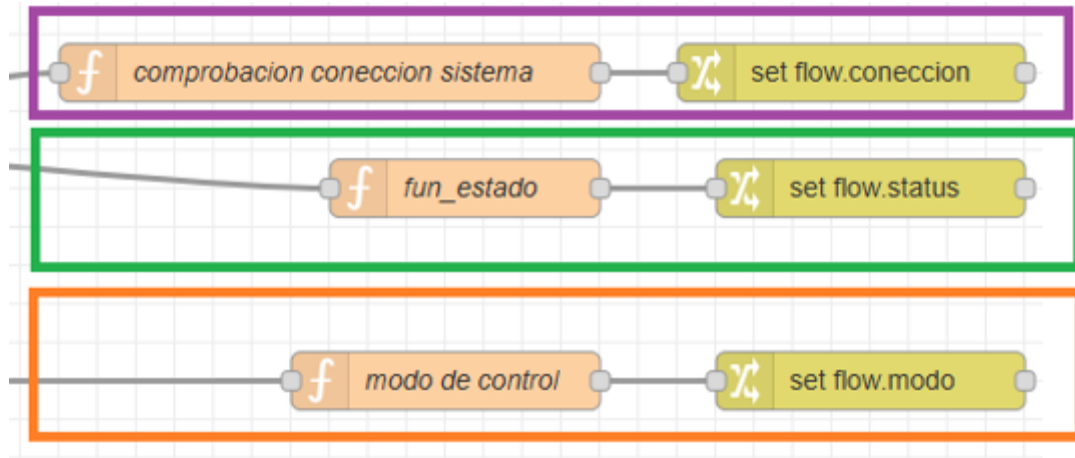 comprobacion coneccion sistema
set flow.coneccion
fun_estado
set flow.status
modo de control
set flow.modo